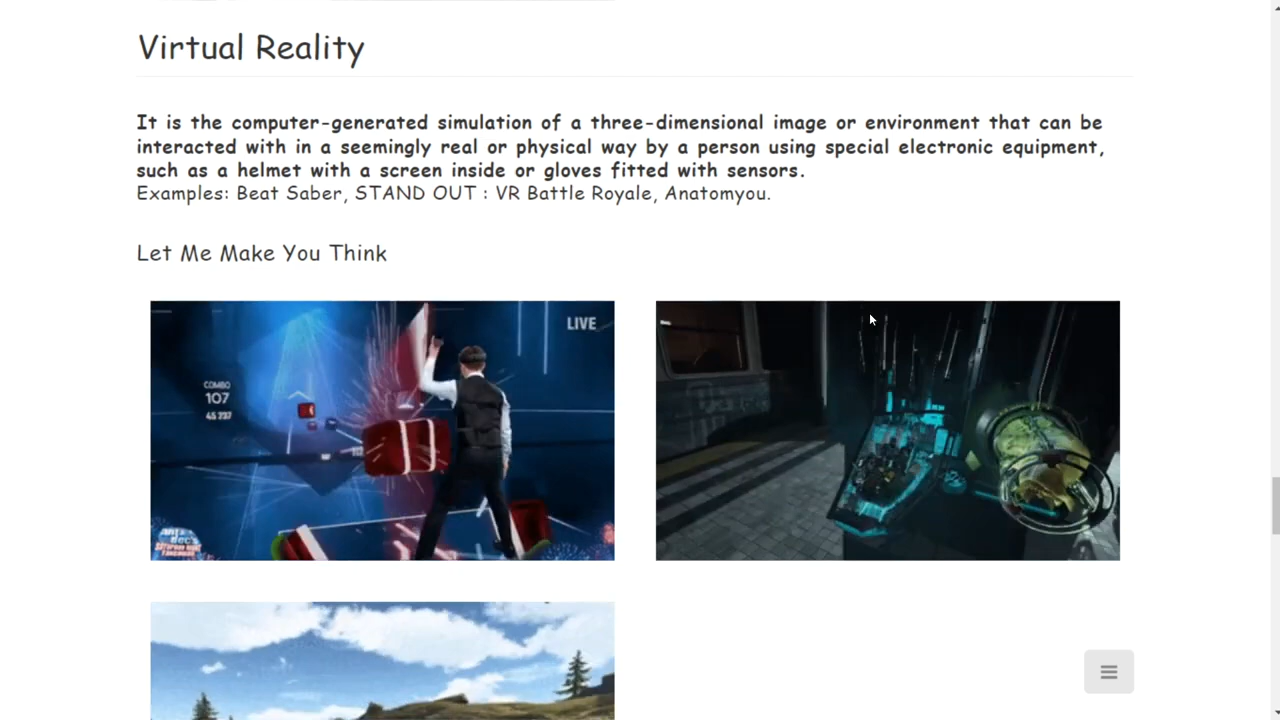 Virtual Reality
It is the computer-generated simulation of a three-dimensional image or environment that can be
interacted with in a seemingly real or physical way by a person using special electronic equipment,
such as a helmet with a screen inside or gloves fitted with sensors.
Examples: Beat Saber, STAND OUT : VR Battle Royale, Anatomyou.
Let Me Make You Think
LIVE
COMBO
107
45 237